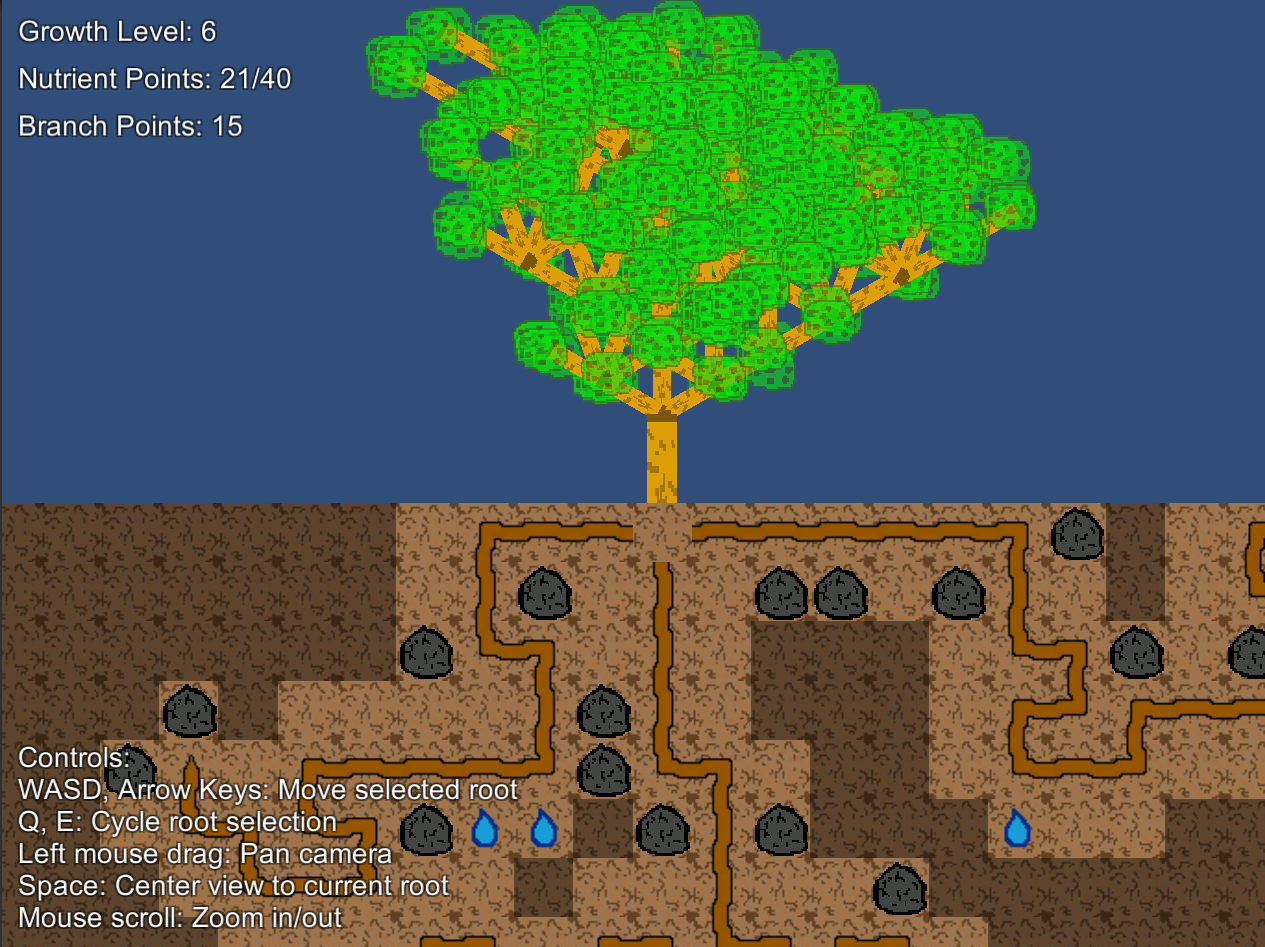 Growth Level: 6
Nutrient Points: 21/40
Branch Points: 15
Controls:
WASD, Arrow Keys: Move selected root
Q, E: Cycle root selection
Left mouse drag: Pan camera
Space: Center view to current root
Mouse scroll: Zoom in/out